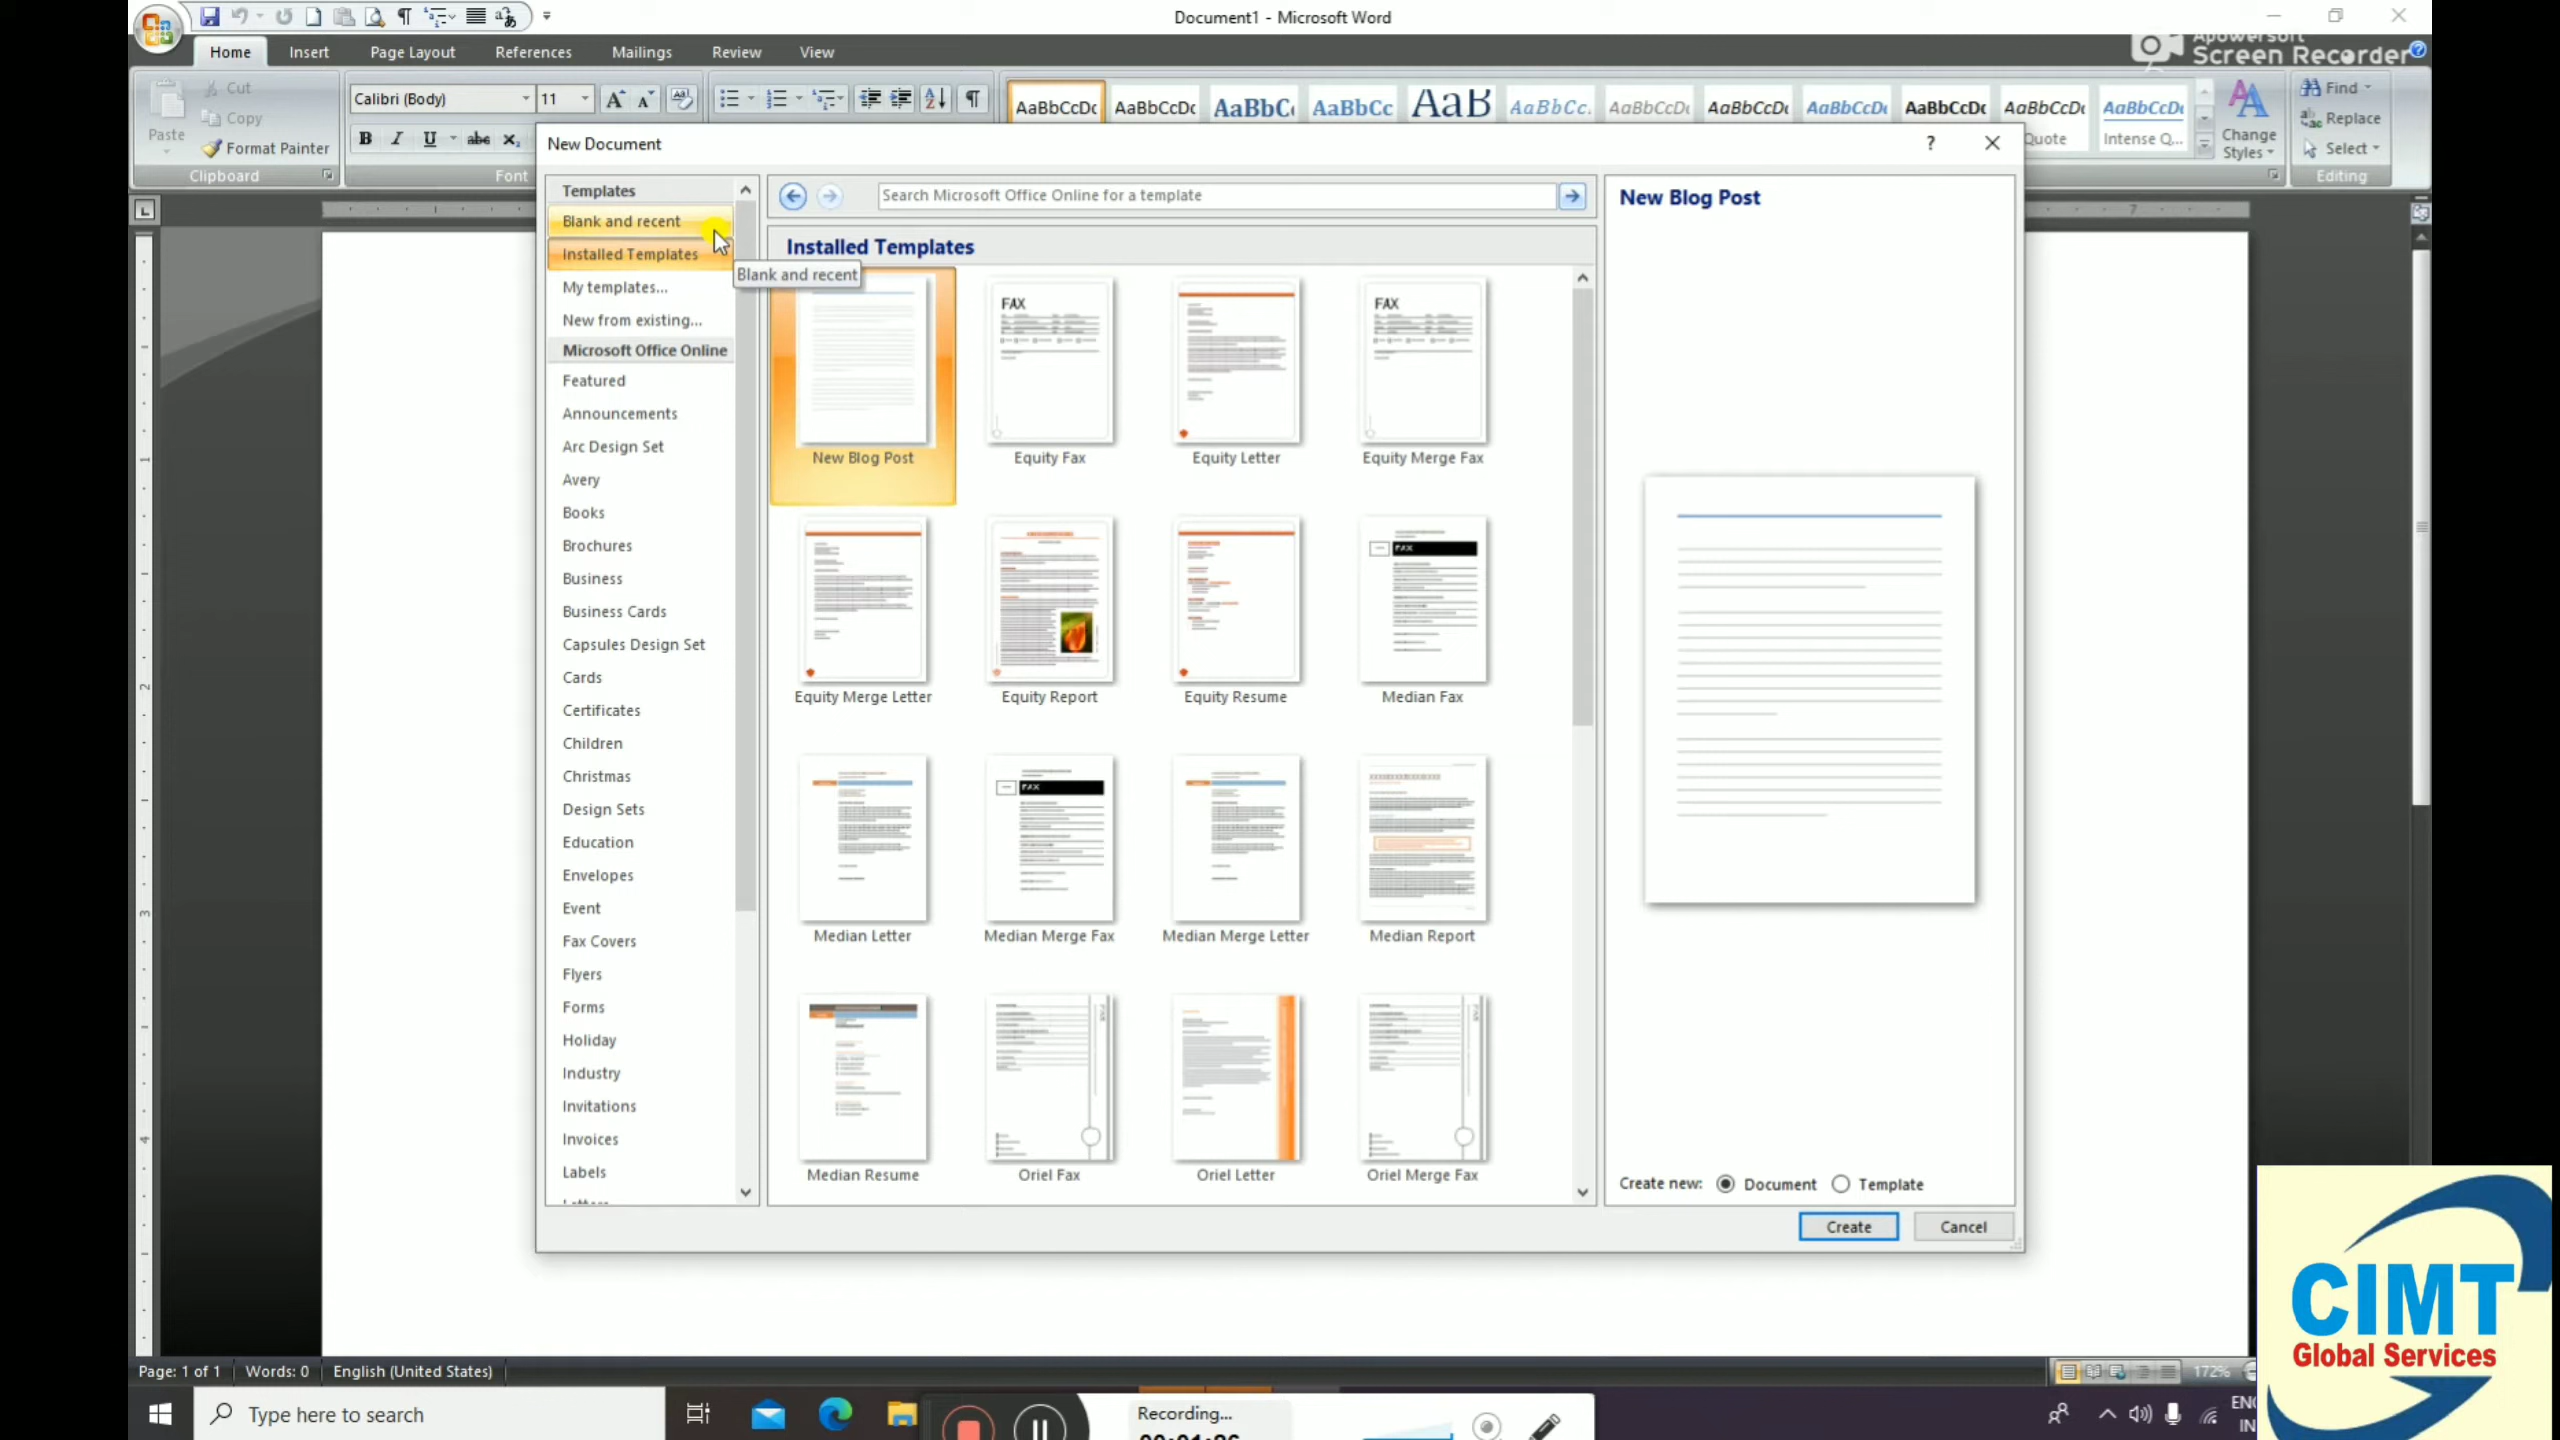 Document1 - Microsoft Word
Home Insert Page Layout References Mailings Review View
Apowersoft
Screen Recorder
Paste
Cut
Copy
Format Painter
Clipboard
Calibri (Body) 11
B I U abc x₂
Font
AaBbCcDc AaBbCcDc AaBbC AaBbCc AaB AaBbCc. AaBbCcDc AaBbCcDc AaBbCcDc AaBbCcDc AaBbCcDc AaBbCcDc
Quote Intense Q...
Change
Styles
Find
Replace
Select
Editing
New Document
Templates
Blank and recent
Installed Templates
My templates...
New from existing...
Microsoft Office Online
Featured
Announcements
Arc Design Set
Avery
Books
Brochures
Business
Business Cards
Capsules Design Set
Cards
Certificates
Children
Christmas
Design Sets
Education
Envelopes
Event
Fax Covers
Flyers
Forms
Holiday
Industry
Invitations
Invoices
Labels
Search Microsoft Office Online for a template
Installed Templates
Blank and recent
FAX
FAX
New Blog Post Equity Fax Equity Letter Equity Merge Fax
FAX
Equity Merge Letter Equity Report Equity Resume Median Fax
FAX
Median Letter Median Merge Fax Median Merge Letter Median Report
Median Resume Oriel Fax Oriel Letter Oriel Merge Fax
New Blog Post
Create new: Document Template
Create Cancel
Page: 1 of 1 Words: 0 English (United States)
172%
Type here to search
Recording...
ENG
IN
CIMT
Global Services